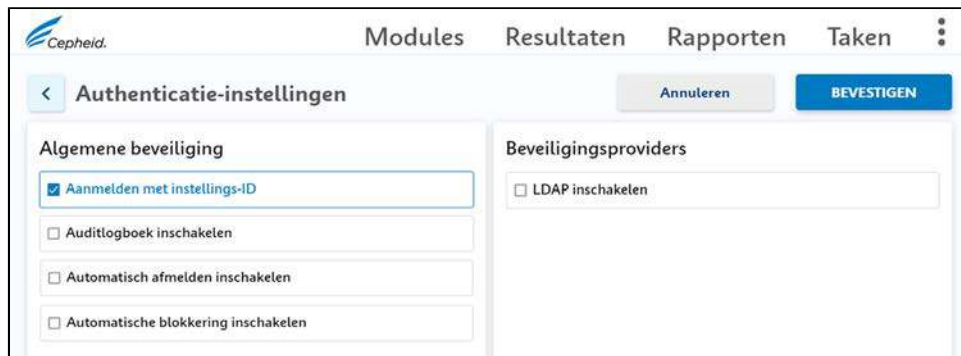 Cepheid.
Modules Resultaten Rapporten Taken
Authenticatie-instellingen Annuleren BEVESTIGEN
Algemene beveiliging
Aanmelden met instellings-ID
Auditlogboek inschakelen
Automatisch afmelden inschakelen
Automatische blokkering inschakelen
Beveiligingsproviders
LDAP inschakelen